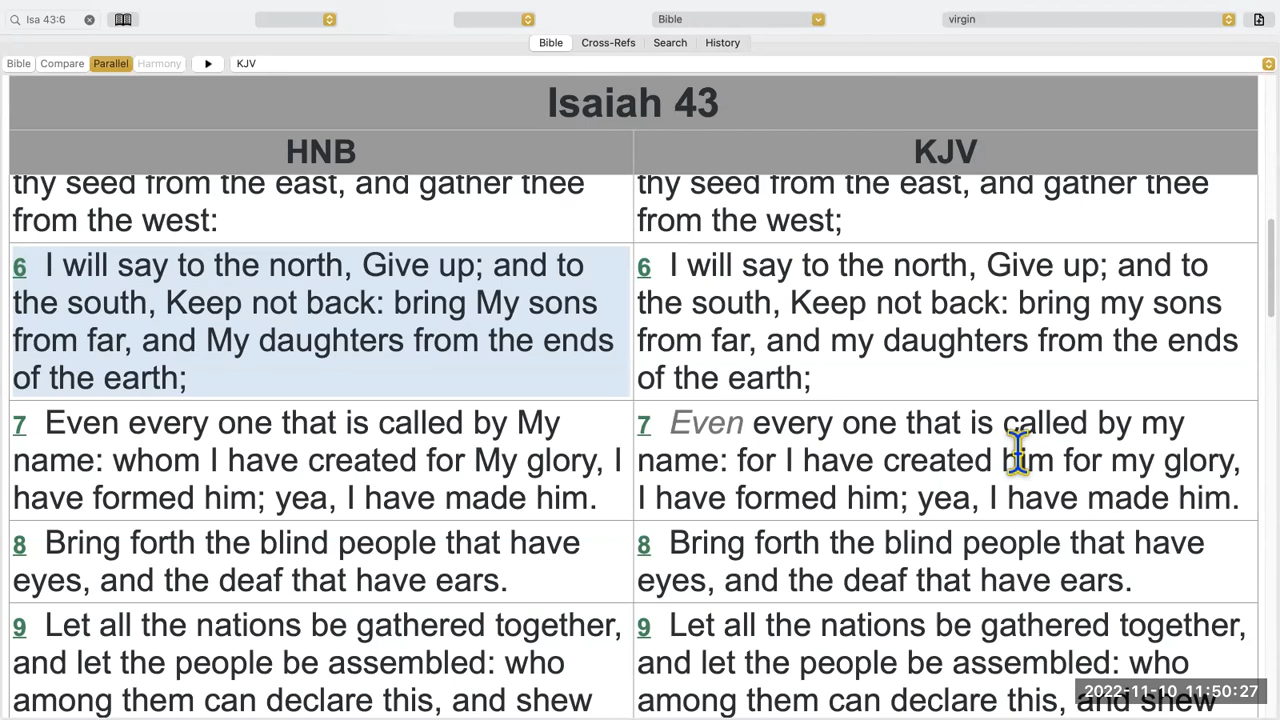 Isa 43:6 Bible virgin
Bible Cross-Refs Search History
Bible Compare Parallel Harmony KJV
Isaiah 43
HNB
thy seed from the east, and gather thee
from the west:
6 I will say to the north, Give up; and to
the south, Keep not back: bring My sons
from far, and My daughters from the ends
of the earth;
7 Even every one that is called by My
name: whom I have created for My glory, I
have formed him; yea, I have made him.
8 Bring forth the blind people that have
eyes, and the deaf that have ears.
9 Let all the nations be gathered together,
and let the people be assembled: who
among them can declare this, and shew
KJV
thy seed from the east, and gather thee
from the west;
6 I will say to the north, Give up; and to
the south, Keep not back: bring my sons
from far, and my daughters from the ends
of the earth;
7 Even every one that is called by my
name: for I have created him for my glory,
I have formed him; yea, I have made him.
8 Bring forth the blind people that have
eyes, and the deaf that have ears.
9 Let all the nations be gathered together,
and let the people be assembled: who
among them can declare this, and shew
2022-11-10 11:50:27